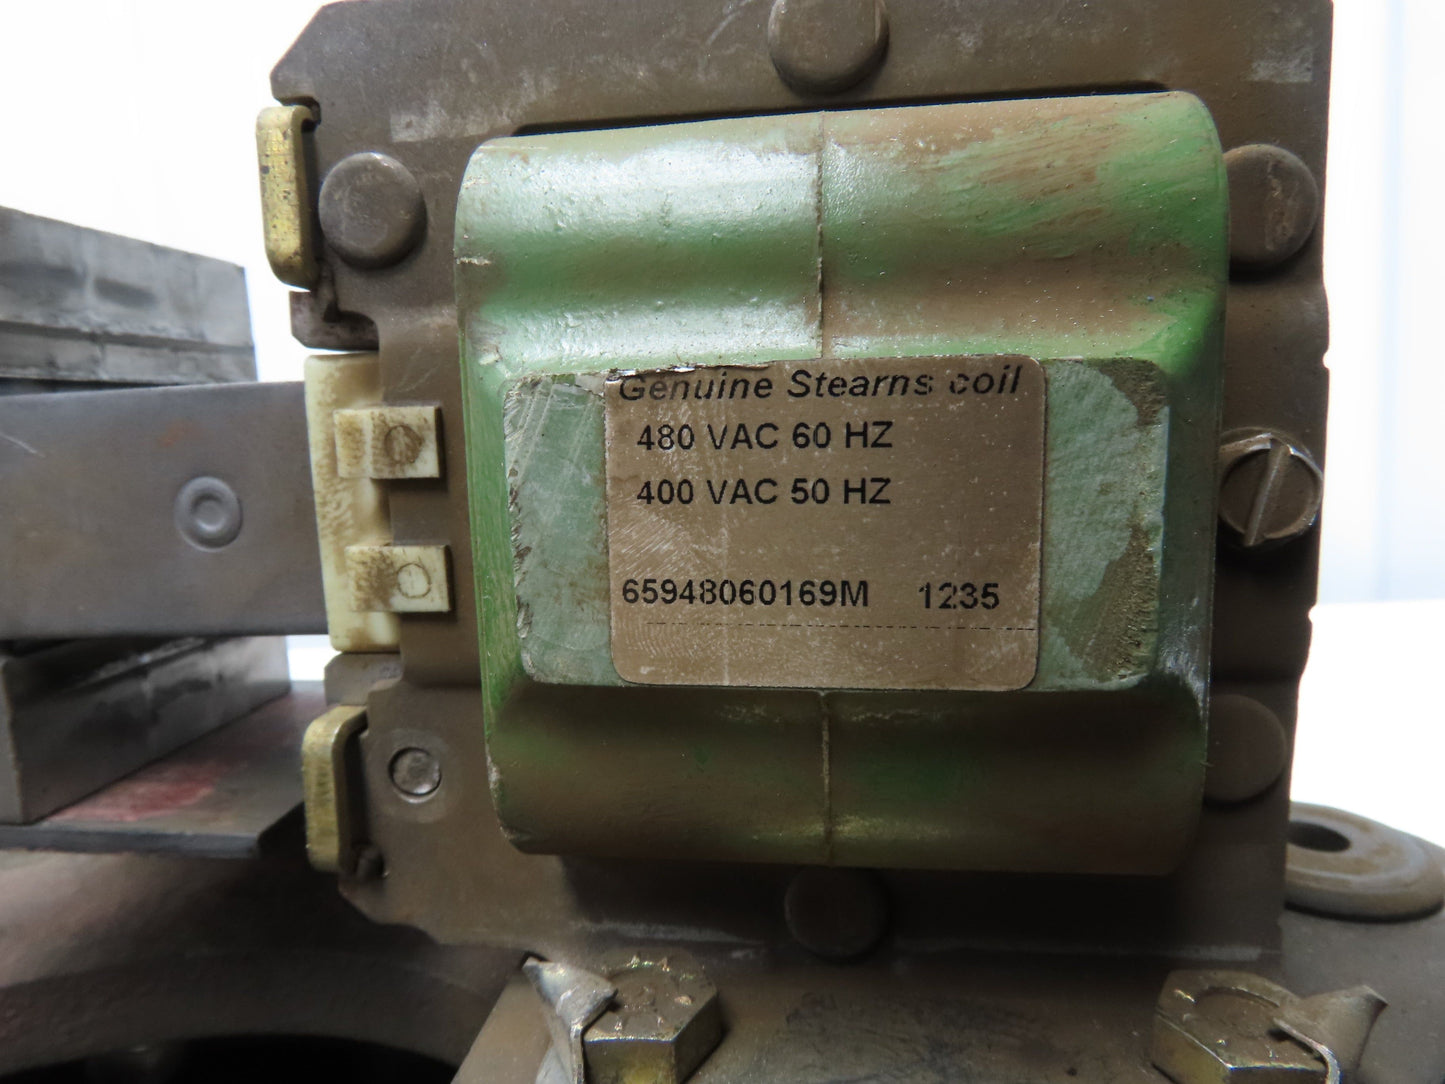 Genuine Stearns coil
480 VAC 60 HZ
400 VAC 50 HZ
65948060169M 1235